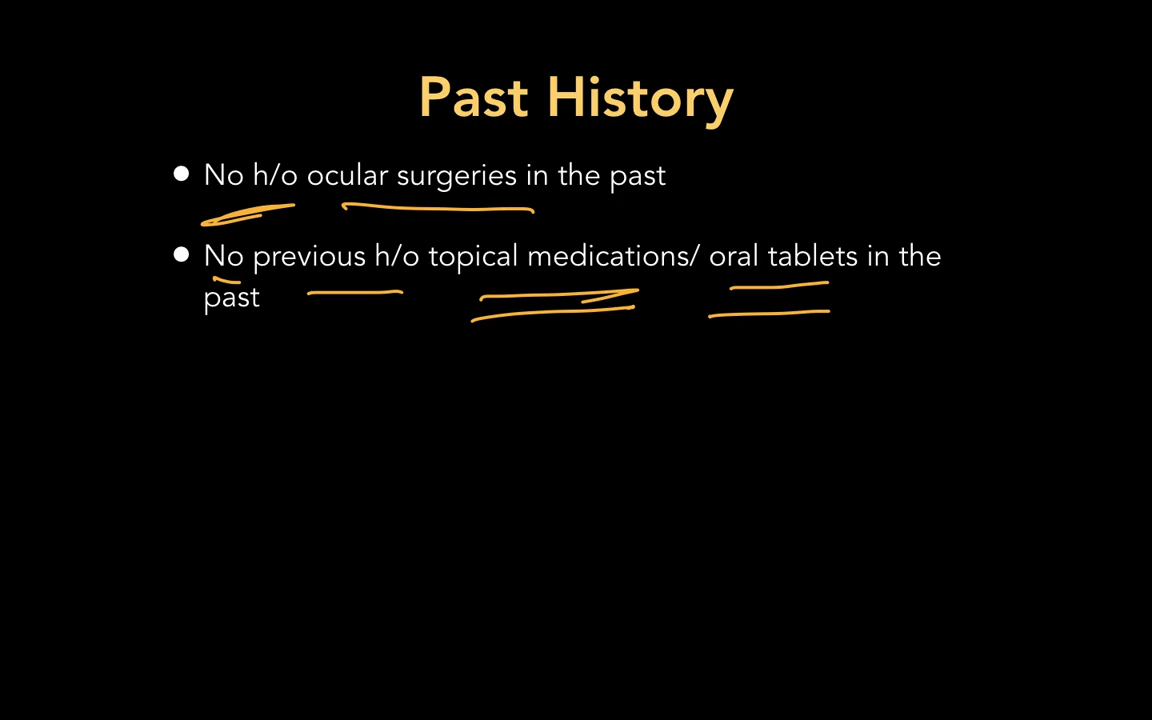 Past History
● No h/o ocular surgeries in the past
● No previous h/o topical medications/ oral tablets in the
past